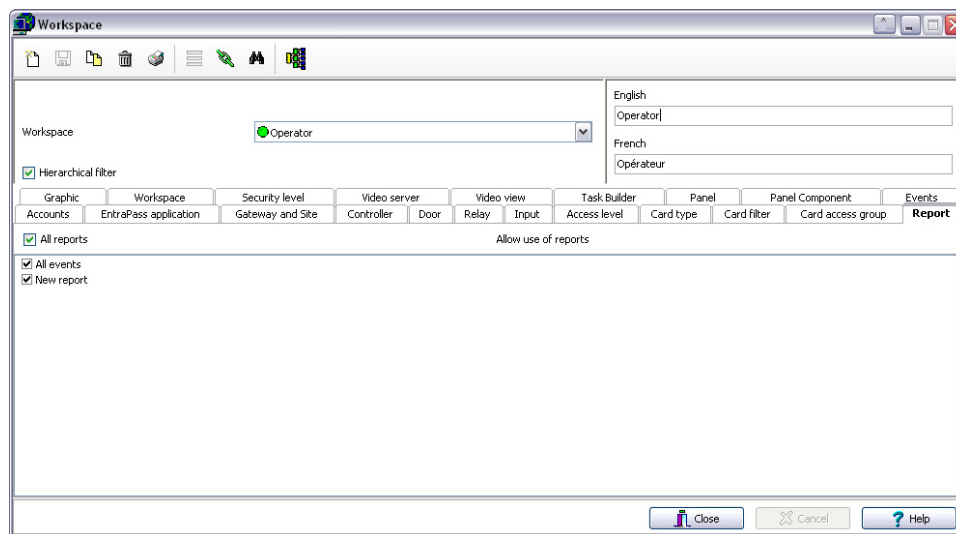 Workspace
English
Operator
Workspace
Operator
French
Opérateur
Hierarchical filter
Graphic Workspace Security level Video server Video view Task Builder Panel Panel Component Events
Accounts EntraPass application Gateway and Site Controller Door Relay Input Access level Card type Card filter Card access group Report
All reports Allow use of reports
All events
New report
Close Cancel ? Help